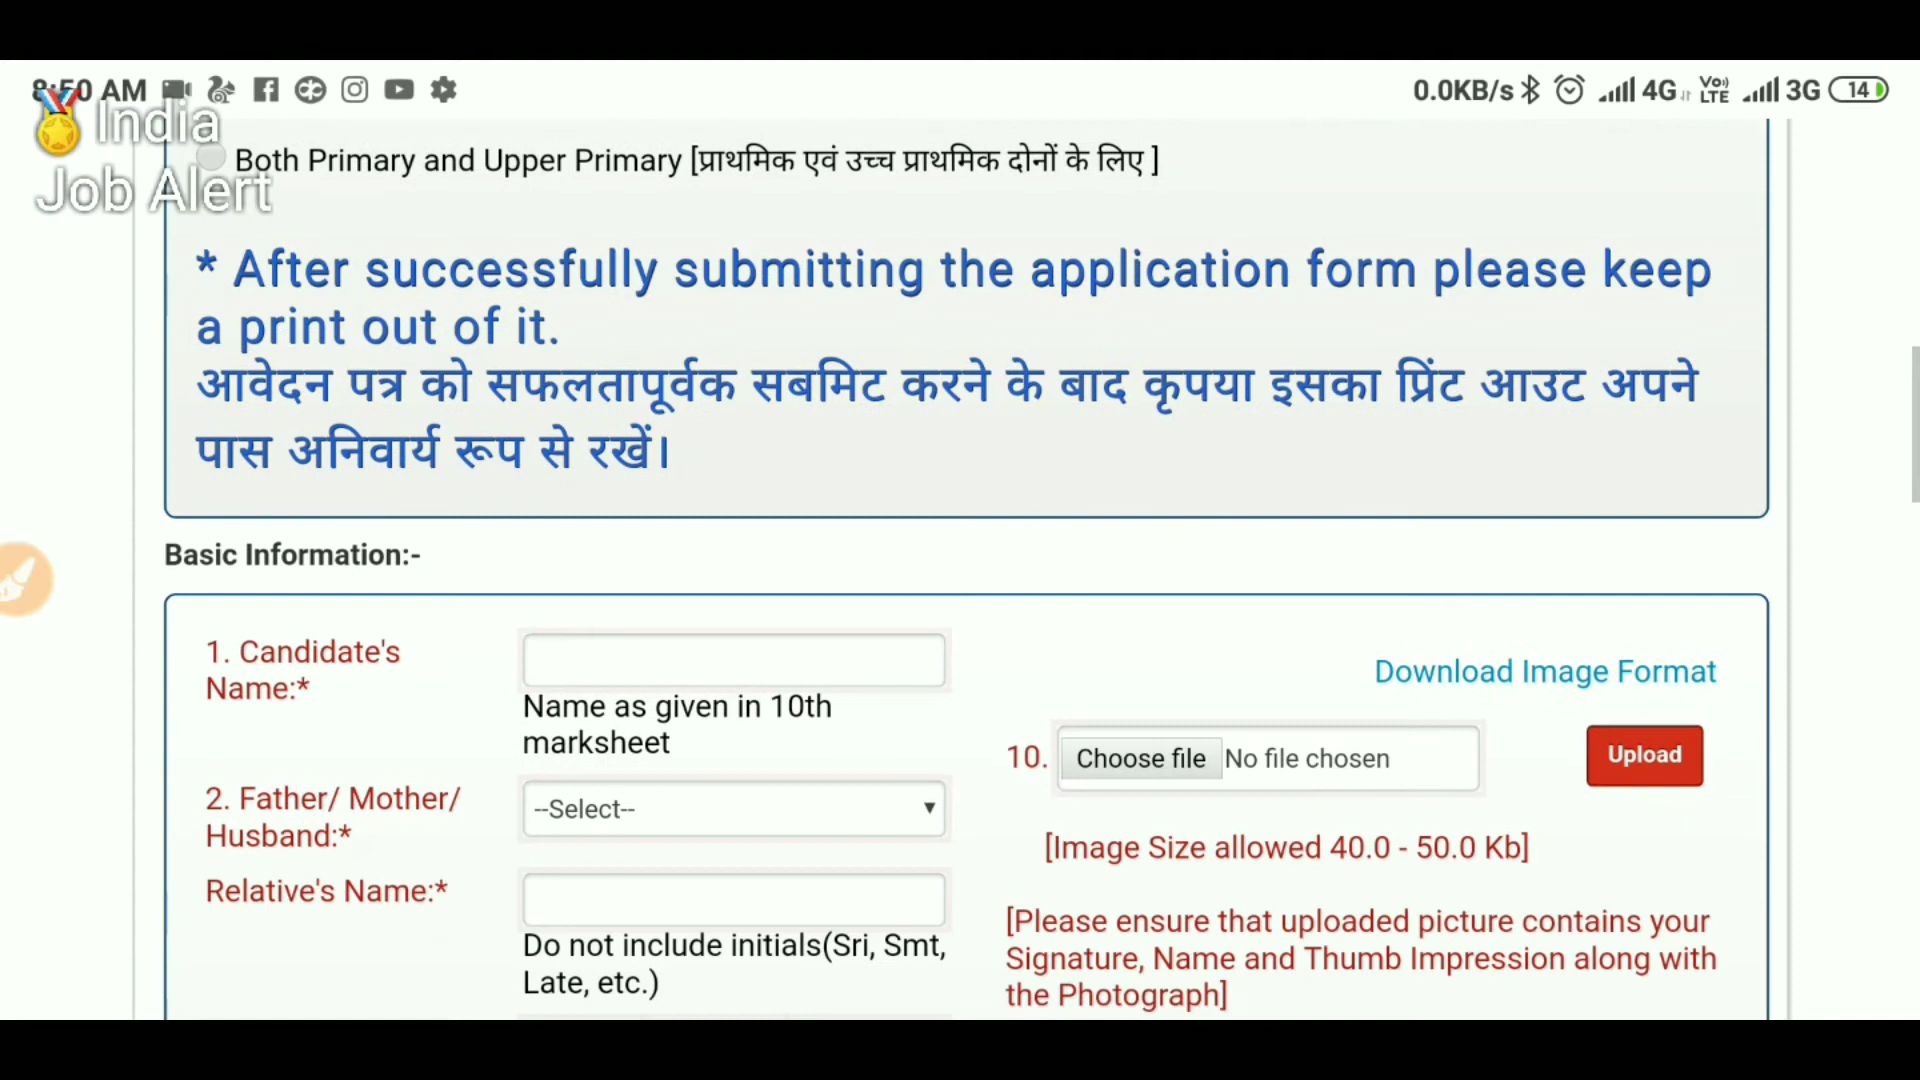 8:50 AM
0.0KB/s 4G Vo)) LTE 3G 14
India
Job Alert
Both Primary and Upper Primary [प्राथमिक एवं उच्च प्राथमिक दोनों के लिए ]
* After successfully submitting the application form please keep
a print out of it.
आवेदन पत्र को सफलतापूर्वक सबमिट करने के बाद कृपया इसका प्रिंट आउट अपने
पास अनिवार्य रूप से रखें।
Basic Information:-
1. Candidate's
Name:*
Name as given in 10th
marksheet
2. Father/ Mother/
Husband:*
--Select--
Relative's Name:*
Do not include initials(Sri, Smt,
Late, etc.)
Download Image Format
10. Choose file No file chosen
Upload
[Image Size allowed 40.0 - 50.0 Kb]
[Please ensure that uploaded picture contains your
Signature, Name and Thumb Impression along with
the Photograph]